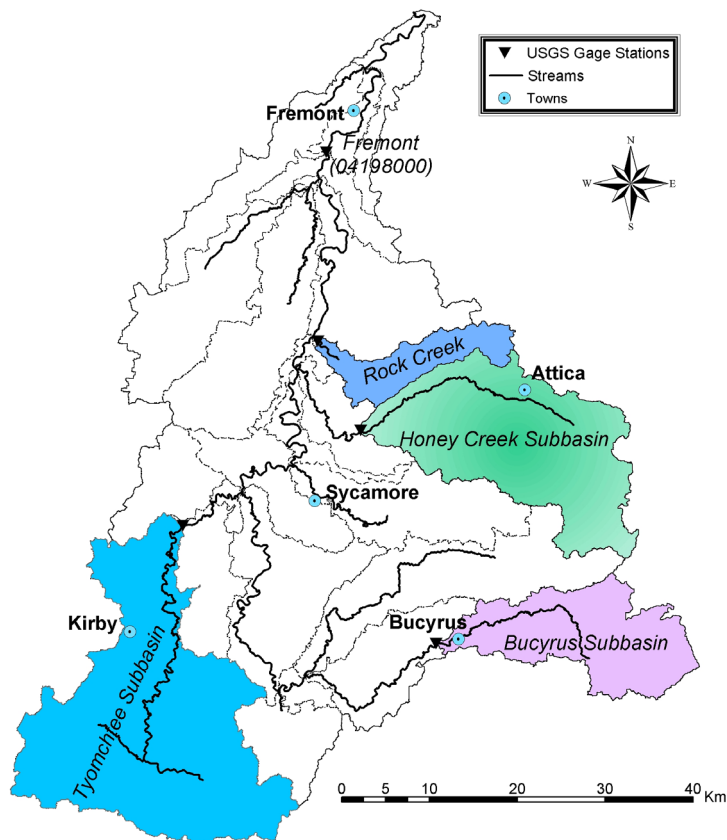 USGS Gage Stations
Streams
Towns
Fremont
Fremont
(04198000)
N
W
E
S
Rock Creek
Attica
Honey Creek Subbasin
Sycamore
Kirby
Tyomchtee Subbasin
Bucyrus
Bucyrus Subbasin
0 5 10 20 30 40
Km